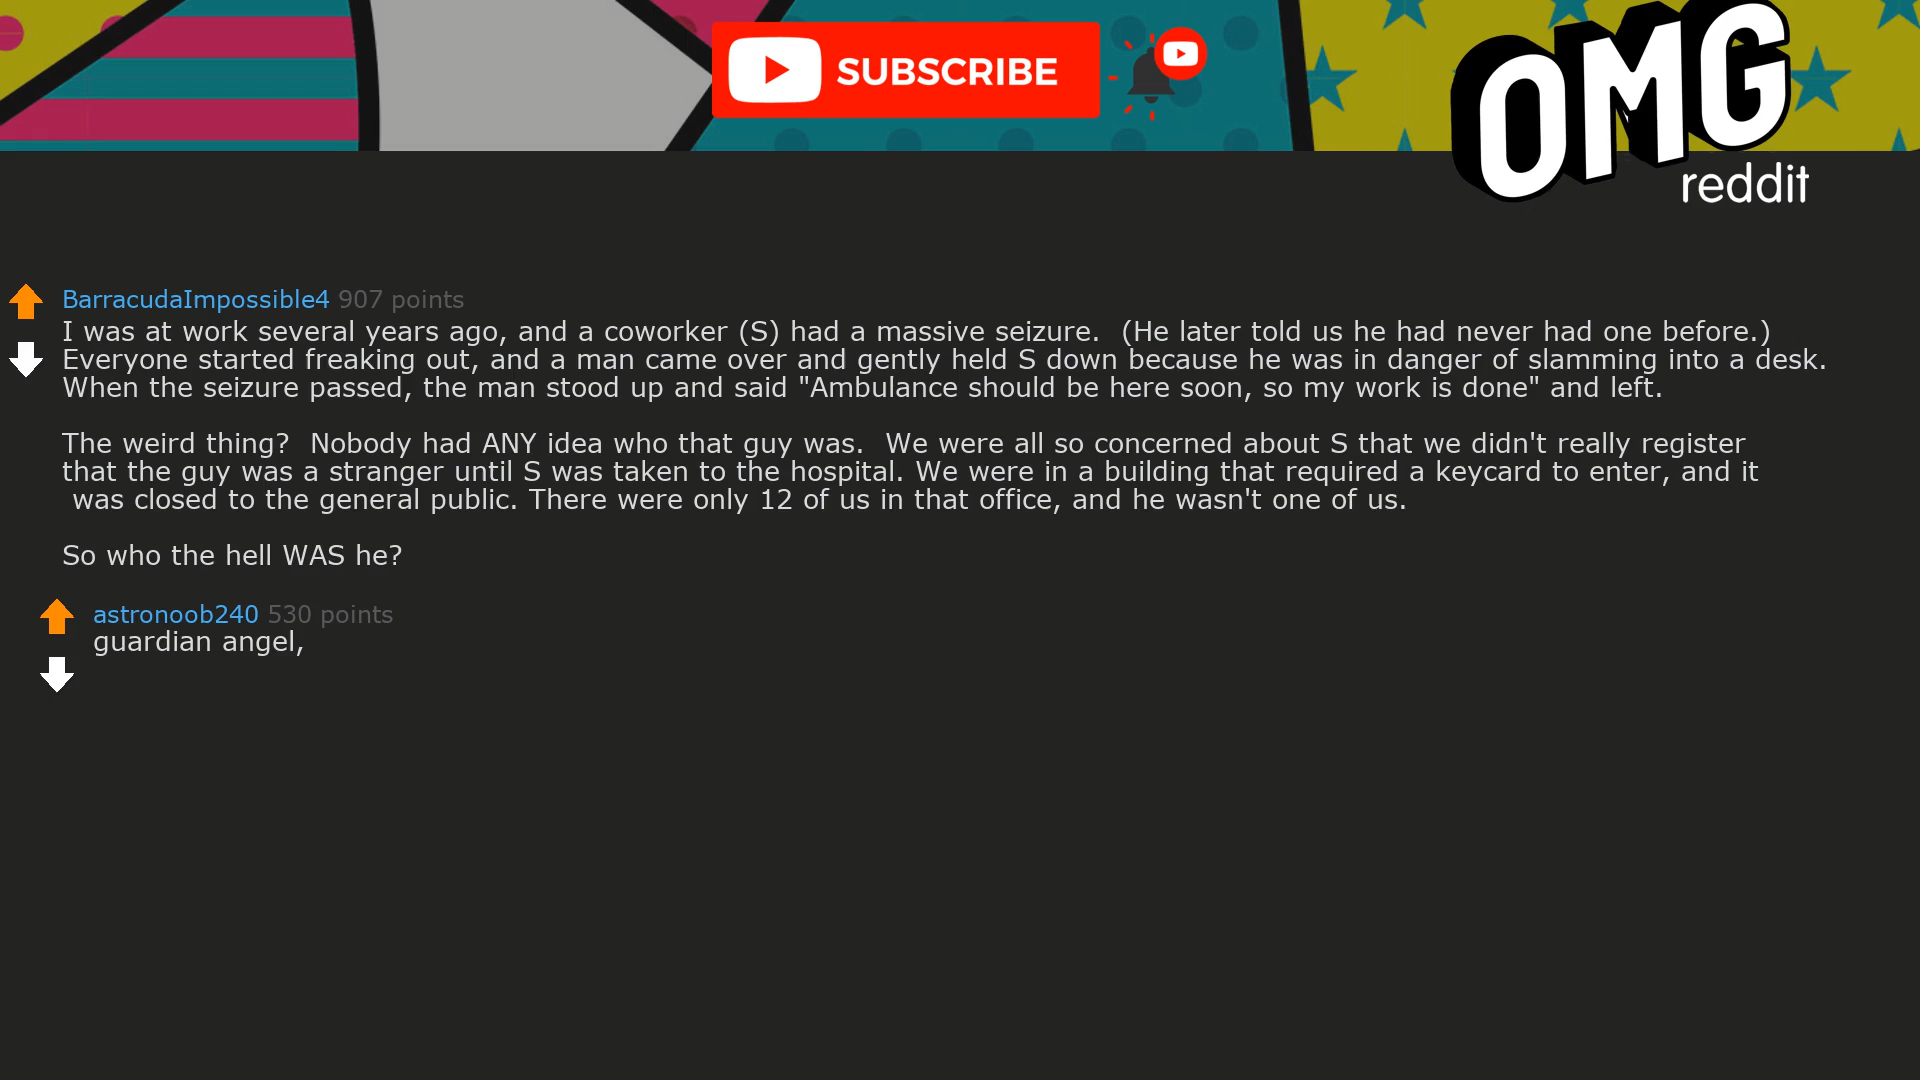 SUBSCRIBE
OMG
reddit
BarracudaImpossible4 907 points
I was at work several years ago, and a coworker (S) had a massive seizure.  (He later told us he had never had one before.)
Everyone started freaking out, and a man came over and gently held S down because he was in danger of slamming into a desk.
When the seizure passed, the man stood up and said "Ambulance should be here soon, so my work is done" and left.
The weird thing?  Nobody had ANY idea who that guy was.  We were all so concerned about S that we didn't really register
that the guy was a stranger until S was taken to the hospital. We were in a building that required a keycard to enter, and it
was closed to the general public. There were only 12 of us in that office, and he wasn't one of us.
So who the hell WAS he?
astronoob240 530 points
guardian angel,